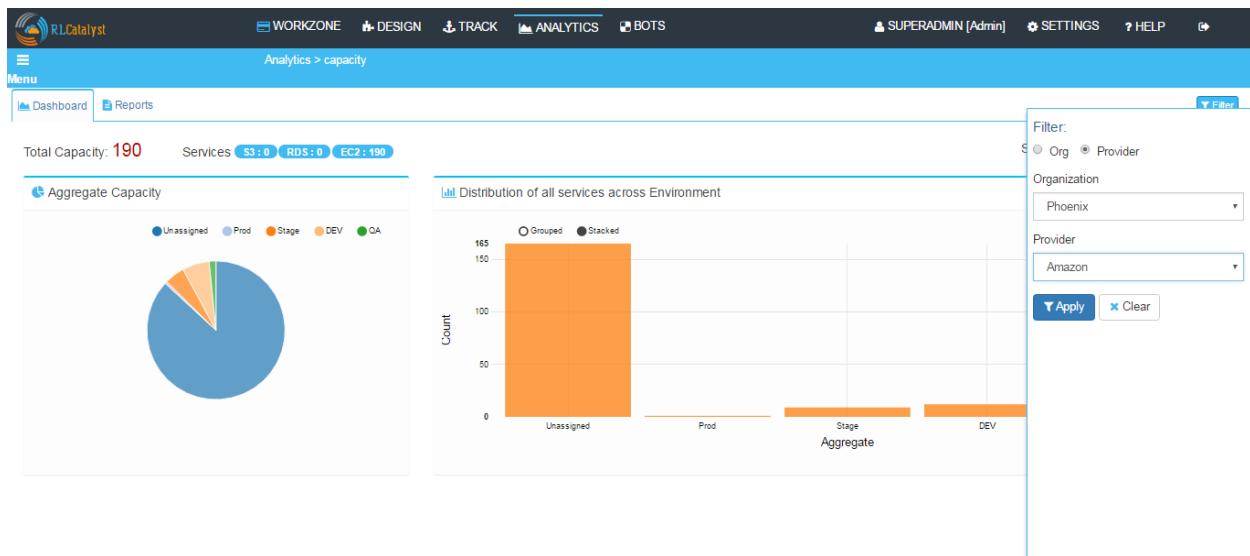 RLCatalyst WORKZONE DESIGN TRACK ANALYTICS BOTS SUPERADMIN [Admin] SETTINGS ? HELP
Menu
Analytics > capacity
Dashboard Reports
Filter
Total Capacity: 190 Services S3 : 0 RDS : 0 EC2 : 190 S
Aggregate Capacity
Unassigned Prod Stage DEV QA
Distribution of all services across Environment
Grouped Stacked
165
150
100
50
0
Count
Unassigned Prod Stage DEV
Aggregate
Filter:
Org Provider
Organization
Phoenix
Provider
Amazon
Apply Clear